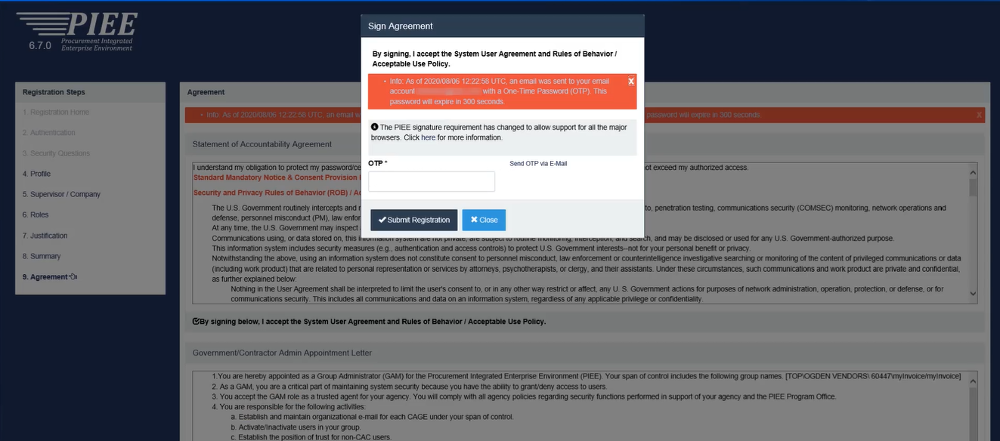 PIEE
6.7.0
Procurement Integrated
Enterprise Environment
Registration Steps
1. Registration Home
2. Authentication
3. Security Questions
4. Profile
5. Supervisor / Company
6. Roles
7. Justification
8. Summary
9. Agreement
Sign Agreement
By signing, I accept the System User Agreement and Rules of Behavior /
Acceptable Use Policy.
• Info: As of 2020/08/06 12:22:58 UTC, an email was sent to your email
account with a One-Time Password (OTP). This
password will expire in 300 seconds.
X
The PIEE signature requirement has changed to allow support for all the major
browsers. Click here for more information.
OTP *
Send OTP via E-Mail
Submit Registration
Close
Agreement
• Info: As of 2020/08/06 12:22:58 UTC, an email w password will expire in 300 seconds. X
Statement of Accountability Agreement
I understand my obligation to protect my password/ce ot exceed my authorized access.
Standard Mandatory Notice & Consent Provision
Security and Privacy Rules of Behavior (ROB) / A
The U.S. Government routinely intercepts and to, penetration testing, communications security (COMSEC) monitoring, network operations and
defense, personnel misconduct (PM), law enfor
At any time, the U.S. Government may inspect
Communications using, or data stored on, this information system are not private, are subject to routine monitoring, interception, and search, and may be disclosed or used for any U.S. Government-authorized purpose.
This information system includes security measures (e.g., authentication and access controls) to protect U.S. Government interests--not for your personal benefit or privacy.
Notwithstanding the above, using an information system does not constitute consent to personnel misconduct, law enforcement or counterintelligence investigative searching or monitoring of the content of privileged communications or data
(including work product) that are related to personal representation or services by attorneys, psychotherapists, or clergy, and their assistants. Under these circumstances, such communications and work product are private and confidential,
as further explained below:
Nothing in the User Agreement shall be interpreted to limit the user's consent to, or in any other way restrict or affect, any U. S. Government actions for purposes of network administration, operation, protection, or defense, or for
communications security. This includes all communications and data on an information system, regardless of any applicable privilege or confidentiality.
By signing below, I accept the System User Agreement and Rules of Behavior / Acceptable Use Policy.
Government/Contractor Admin Appointment Letter
1.You are hereby appointed as a Group Administrator (GAM) for the Procurement Integrated Enterprise Environment (PIEE). Your span of control includes the following group names. [TOP\OGDEN VENDORS\ 60447\myInvoice/myInvoice]
2. As a GAM, you are a critical part of maintaining system security because you have the ability to grant/deny access to users.
3. You accept the GAM role as a trusted agent for your agency. You will comply with all agency policies regarding security functions performed in support of your agency and the PIEE Program Office.
4. You are responsible for the following activities:
a. Establish and maintain organizational e-mail for each CAGE under your span of control.
b. Activate/Inactivate users in your group.
c. Establish the position of trust for non-CAC users.